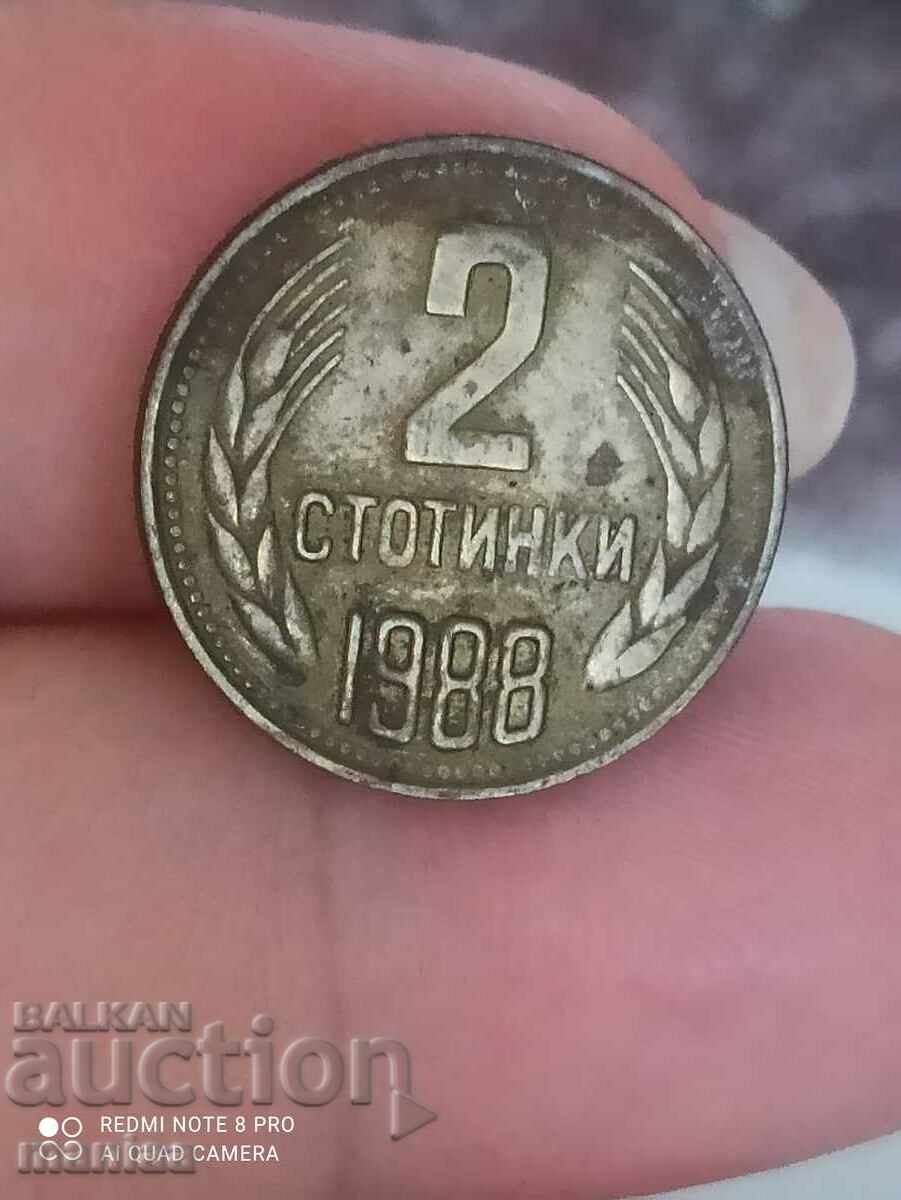 2
СТОТИНКИ
1988
BALKAN
auction
REDMI NOTE 8 PRO
AI QUAD CAMERA